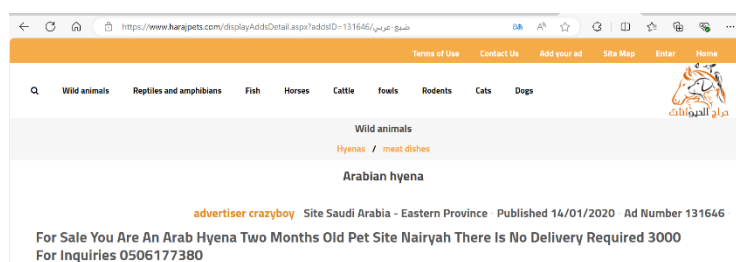 https://www.harajpets.com/displayAddsDetail.aspx?addsID=131646/ضبع-عربي
Terms of Use Contact Us Add your ad Site Map Enter Home
Wild animals Reptiles and amphibians Fish Horses Cattle fowls Rodents Cats Dogs
حراج الحيوانات
Wild animals
Hyenas / meat dishes
Arabian hyena
advertiser crazyboy Site Saudi Arabia - Eastern Province · Published 14/01/2020 · Ad Number 131646 ·
For Sale You Are An Arab Hyena Two Months Old Pet Site Nairyah There Is No Delivery Required 3000
For Inquiries 0506177380